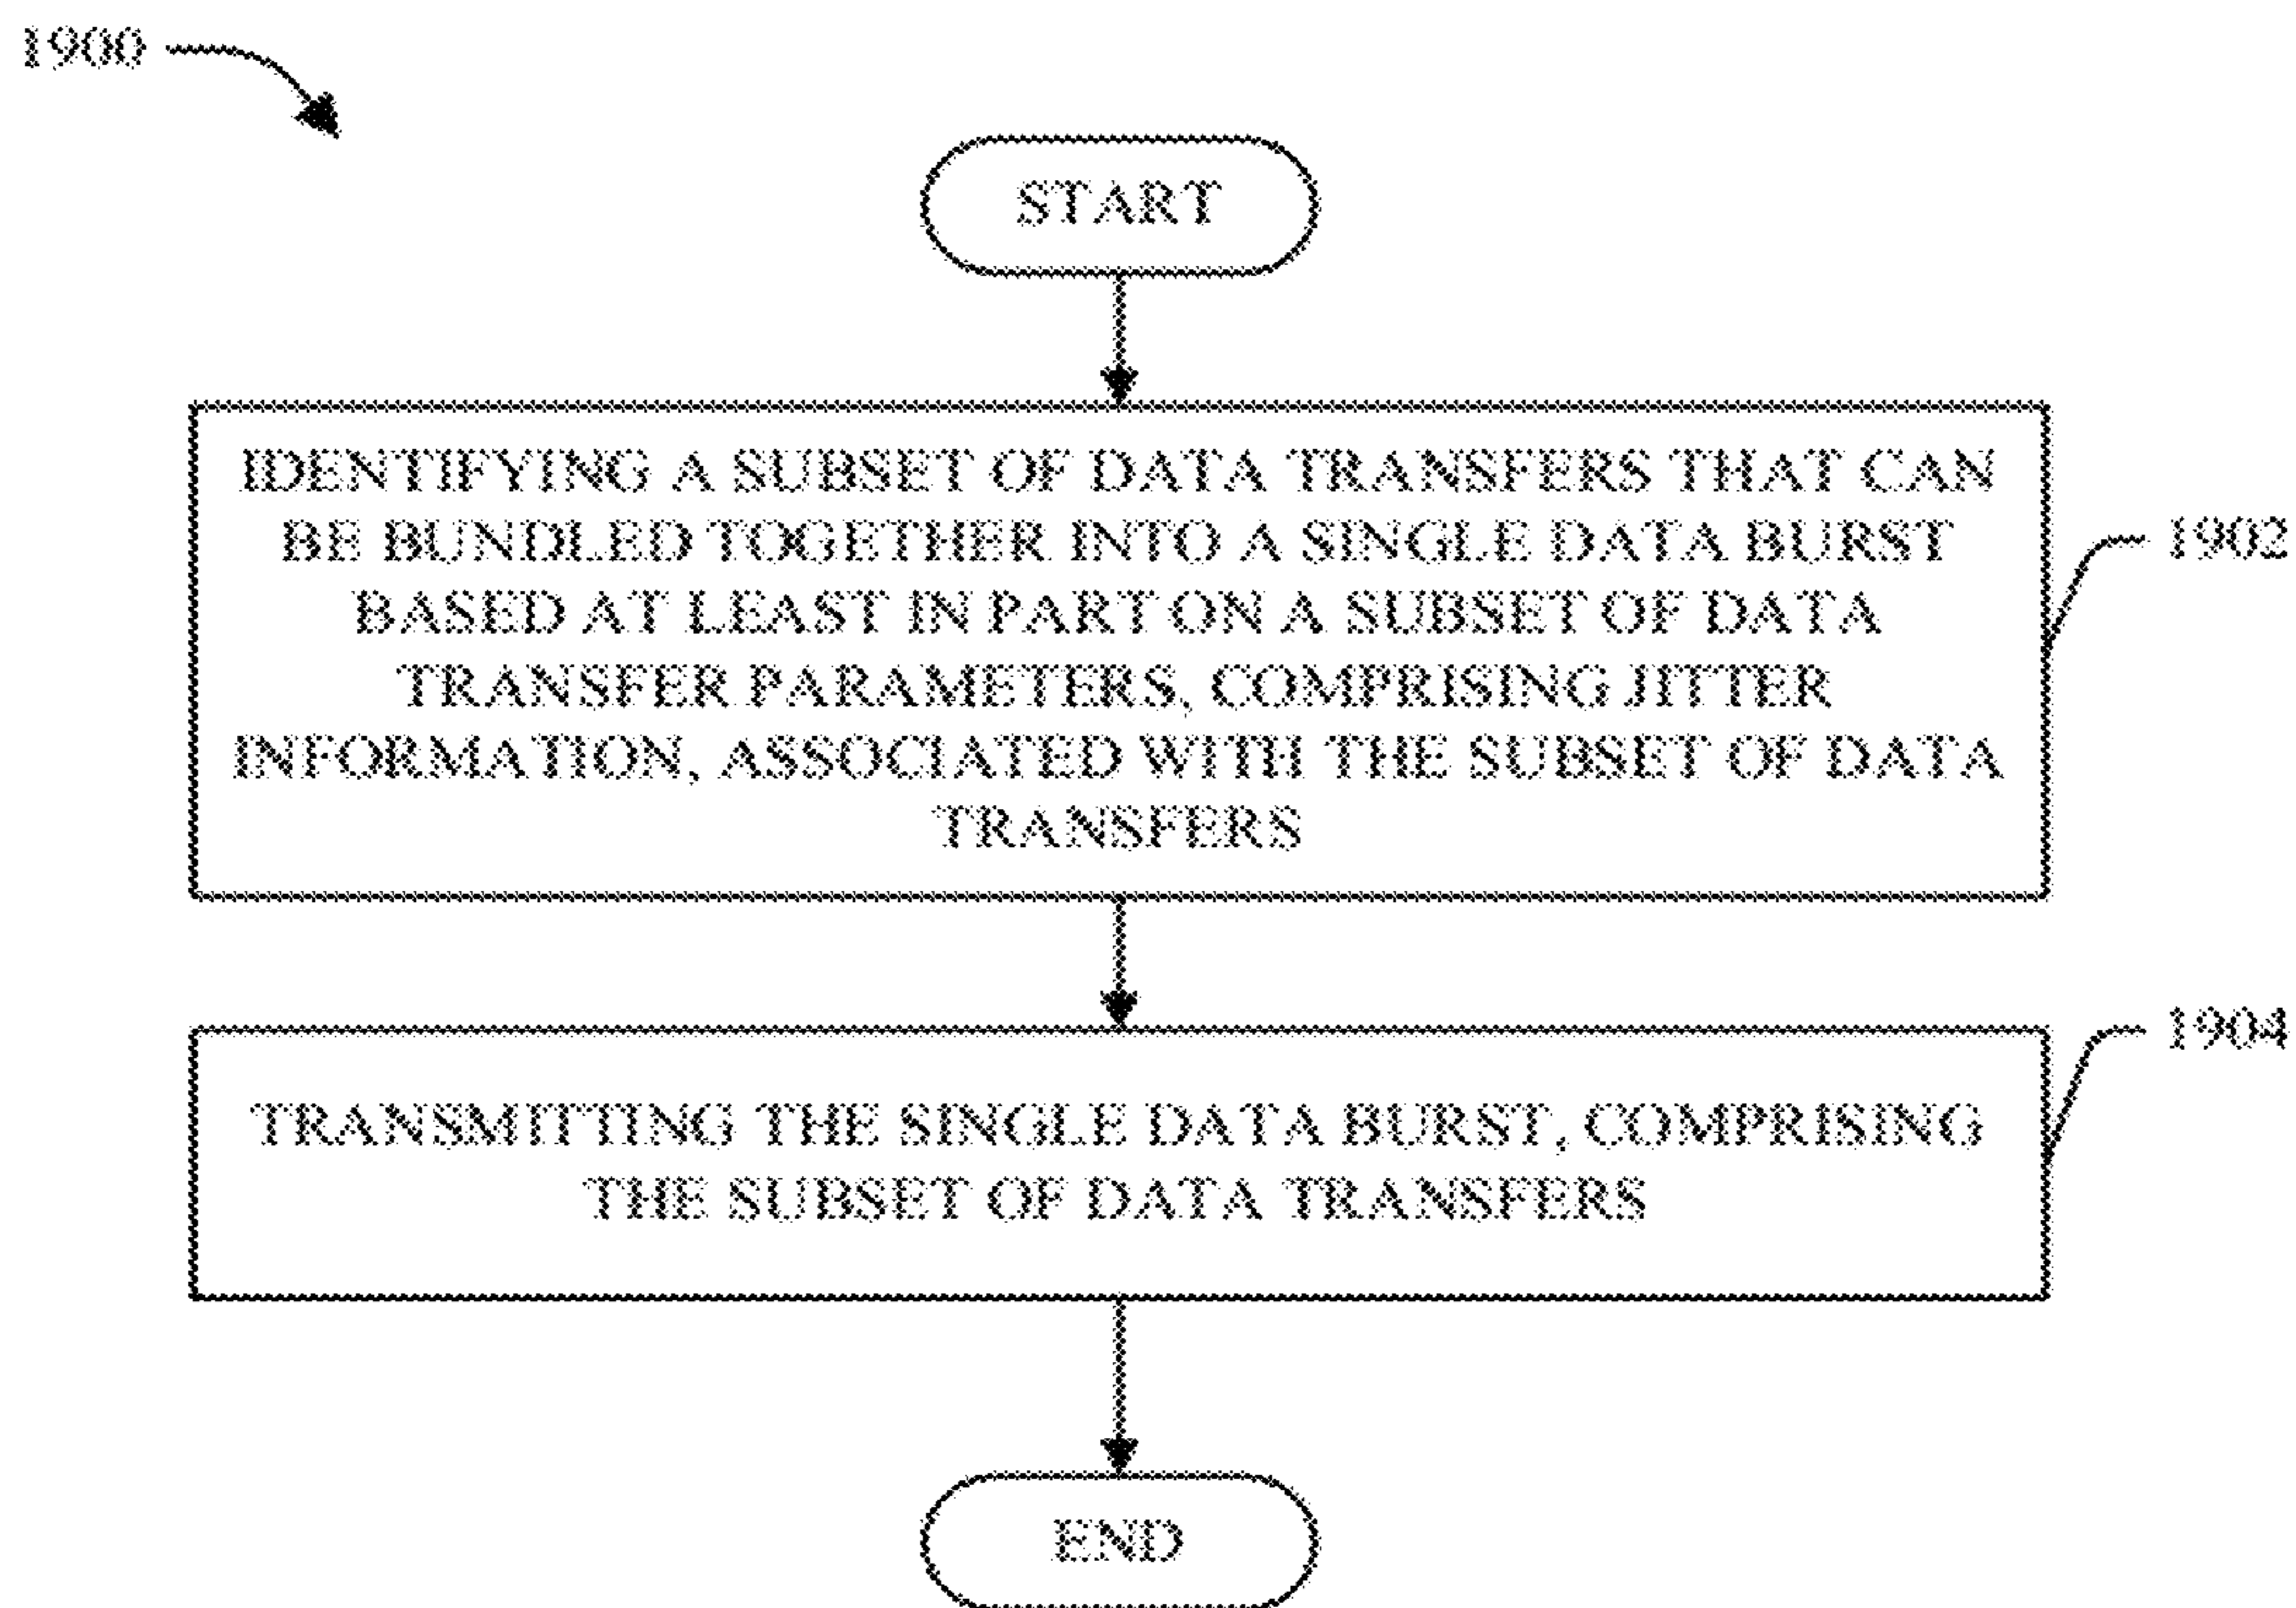 1900
START
IDENTIFYING A SUBSET OF DATA TRANSFERS THAT CAN
BE BUNDLED TOGETHER INTO A SINGLE DATA BURST
BASED AT LEAST IN PART ON A SUBSET OF DATA
TRANSFER PARAMETERS, COMPRISING JITTER
INFORMATION, ASSOCIATED WITH THE SUBSET OF DATA
TRANSFERS
1902
TRANSMITTING THE SINGLE DATA BURST, COMPRISING
THE SUBSET OF DATA TRANSFERS
1904
END